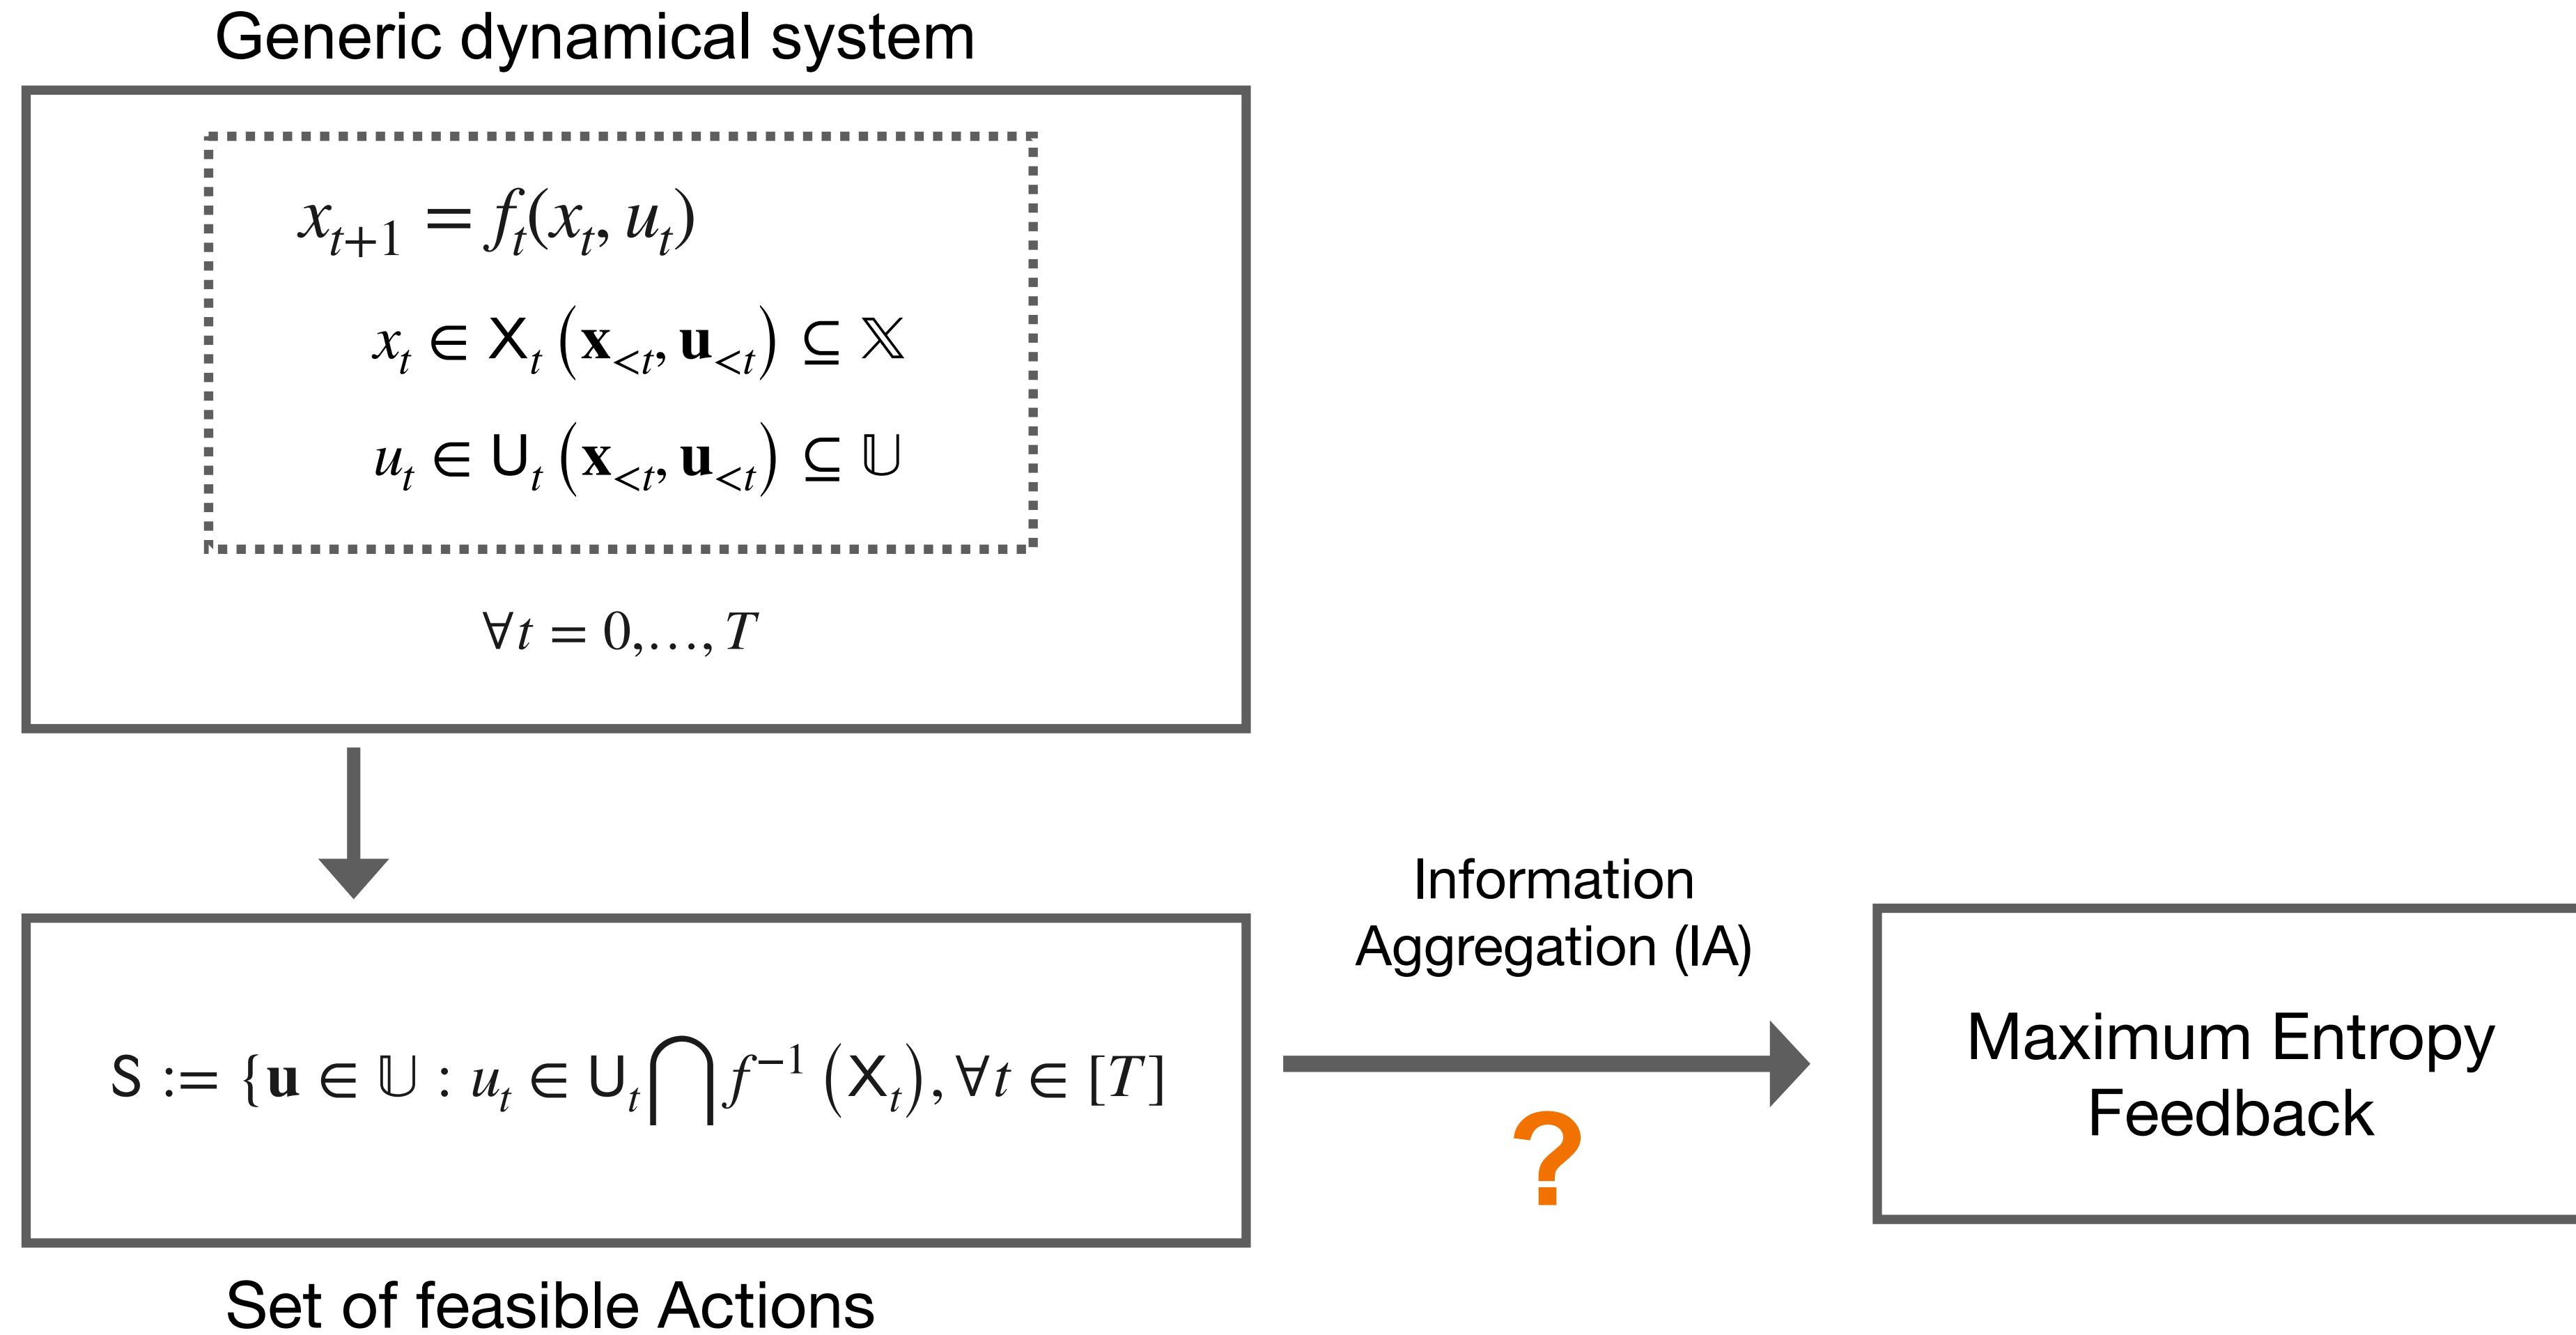 Generic dynamical system
x_{t+1} = f_t(x_t, u_t)
x_t ∈ X_t (𝐱_{<t}, 𝐮_{<t}) ⊆ 𝕏
u_t ∈ U_t (𝐱_{<t}, 𝐮_{<t}) ⊆ 𝕌
∀t = 0,…, T
S := {𝐮 ∈ 𝕌 : u_t ∈ U_t ⋂ f^{−1} (X_t), ∀t ∈ [T]
Set of feasible Actions
Information
Aggregation (IA)
?
Maximum Entropy
Feedback